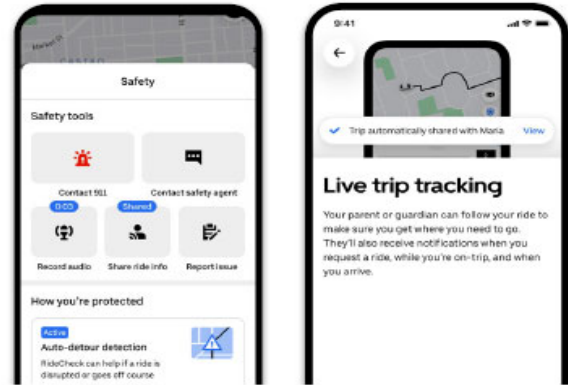 Market St
CASTRO
Safety
Safety tools
Contact 911
Contact safety agent
0:03
Shared
Record audio
Share ride info
Report issue
How you're protected
Active
Auto-detour detection
RideCheck can help if a ride is
disrupted or goes off course
9:41
Trip automatically shared with Maria View
Live trip tracking
Your parent or guardian can follow your ride to
make sure you get where you need to go.
They'll also receive notifications when you
request a ride, while you're on-trip, and when
you arrive.